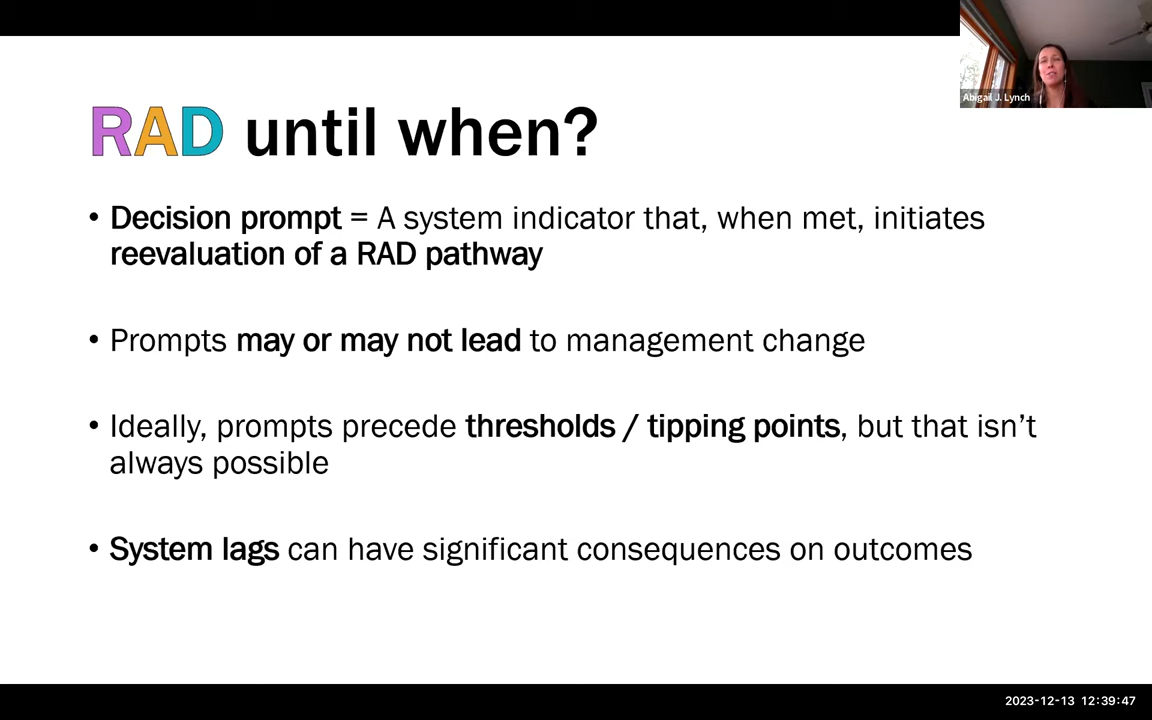 Abigail J. Lynch
RAD until when?
• Decision prompt = A system indicator that, when met, initiates
reevaluation of a RAD pathway
• Prompts may or may not lead to management change
• Ideally, prompts precede thresholds / tipping points, but that isn’t
always possible
• System lags can have significant consequences on outcomes
2023-12-13 12:39:47